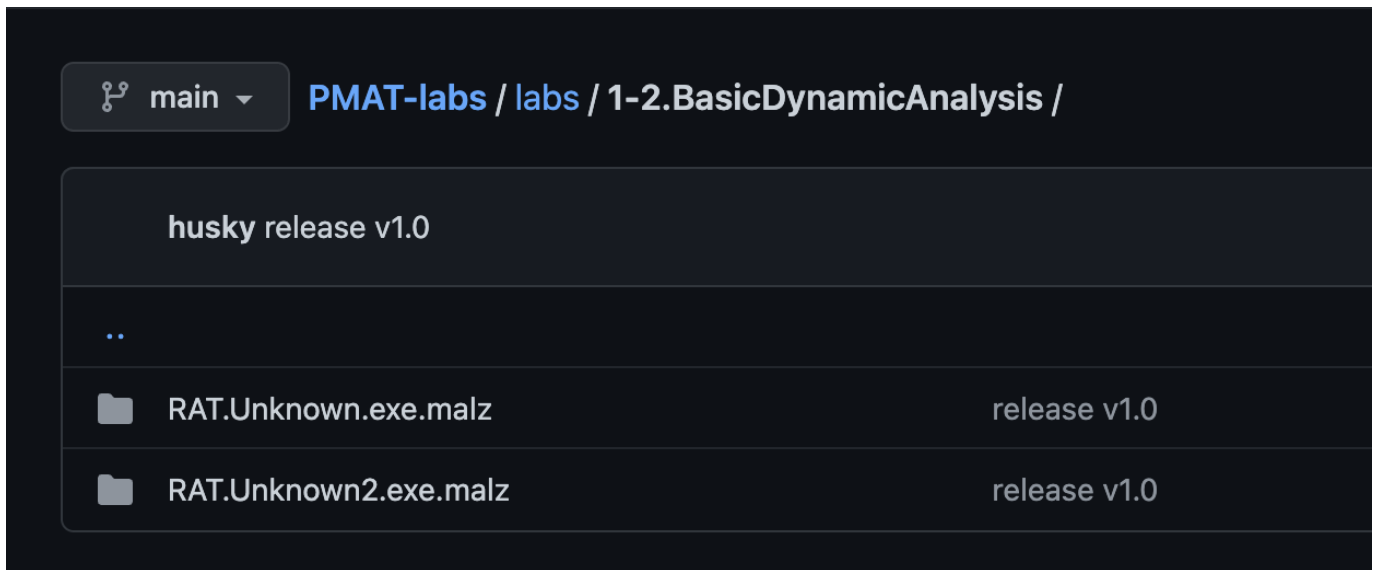 main PMAT-labs / labs / 1-2.BasicDynamicAnalysis /
husky release v1.0
..
RAT.Unknown.exe.malz release v1.0
RAT.Unknown2.exe.malz release v1.0